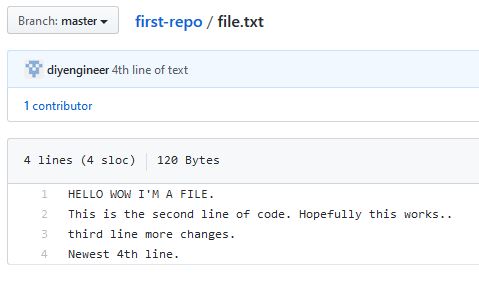 Branch: master first-repo / file.txt
diyengineer 4th line of text
1 contributor
4 lines (4 sloc) 120 Bytes
1 HELLO WOW I'M A FILE.
2 This is the second line of code. Hopefully this works..
3 third line more changes.
4 Newest 4th line.